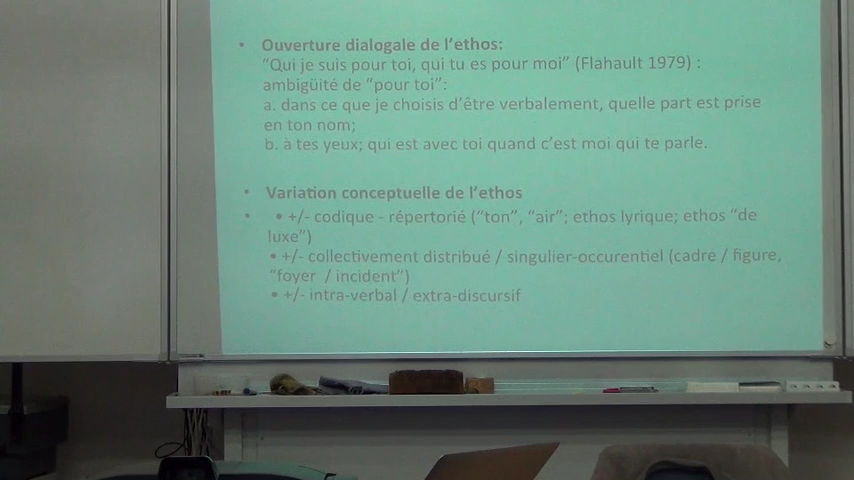 • Ouverture dialogale de l'ethos:
“Qui je suis pour toi, qui tu es pour moi” (Flahault 1979) :
ambigüité de “pour toi”:
a. dans ce que je choisis d'être verbalement, quelle part est prise
en ton nom;
b. à tes yeux; qui est avec toi quand c'est moi qui te parle.
• Variation conceptuelle de l'ethos
• • +/- codique - répertorié (“ton”, “air”; ethos lyrique; ethos “de
luxe”)
• +/- collectivement distribué / singulier-occurentiel (cadre / figure,
“foyer / incident”)
• +/- intra-verbal / extra-discursif